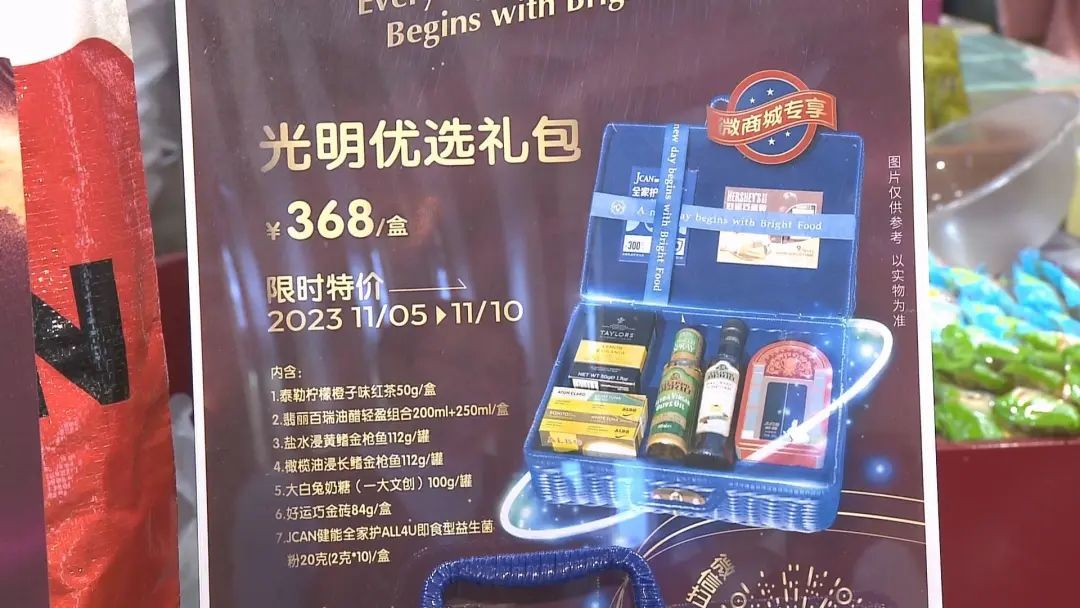 Every
Begins with Bright
光明优选礼包
¥368/盒
限时特价
2023 11/05▶11/10
内含:
1.泰勒柠檬橙子味红茶50g/盒
2.翡丽百瑞油醋轻盈组合200ml+250ml/盒
3.盐水浸黄鳍金枪鱼112g/罐
4.橄榄油浸长鳍金枪鱼112g/罐
5.大白兔奶糖（一大文创）100g/罐
6.好运巧金砖84g/盒
7.JCAN健能全家护ALL4U即食型益生菌
粉20克(2克*10)/盒
微商城专享
new day begins with Bright Food
JCAN
全家护
300
HERSHEY'S
A new day begins with Bright Food
TAYLORS
LEMON & ORANGE
ALBO
ALBO
图片仅供参考 以实物为准
N